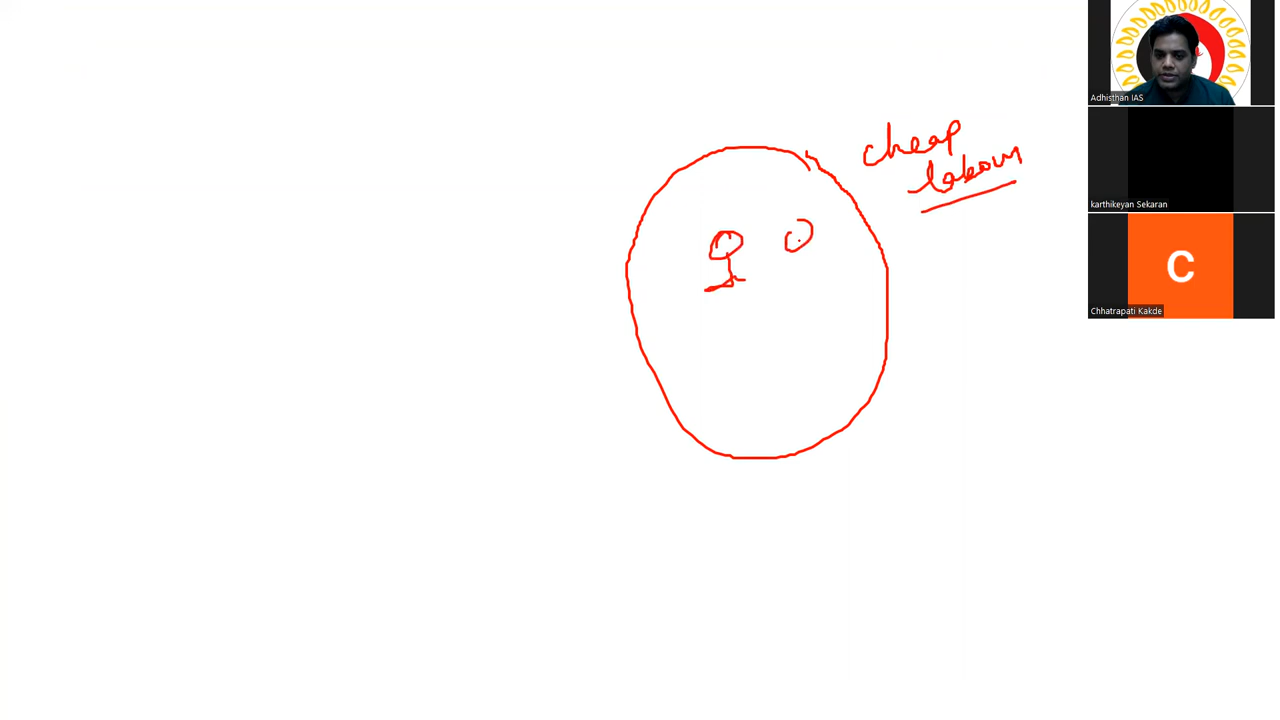 Adhisthan IAS
cheap
labour
karthikeyan Sekaran
C
Chhatrapati Kakde